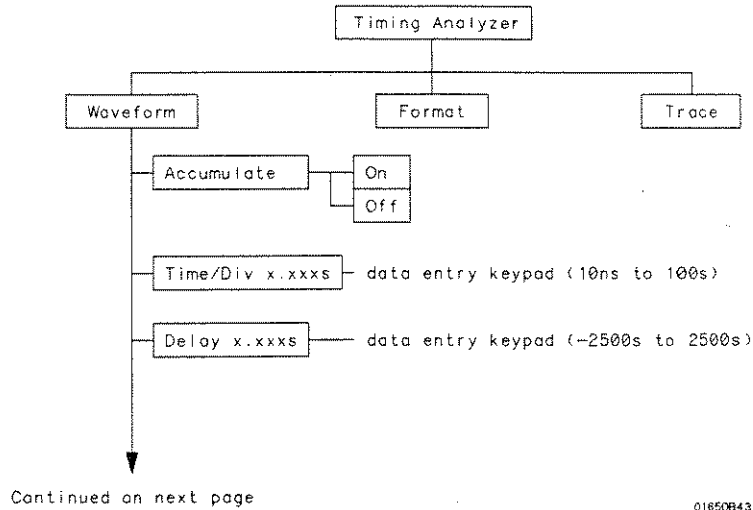 Timing Analyzer
Waveform
Format
Trace
Accumulate
On
Off
Time/Div x.xxxs
data entry keypad (10ns to 100s)
Delay x.xxxs
data entry keypad (-2500s to 2500s)
Continued on next page
01650B43